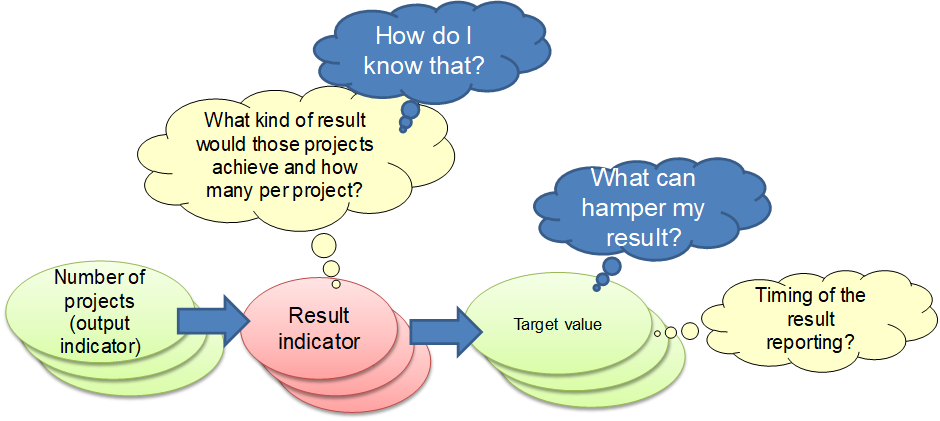 How do I
know that?
What kind of result
would those projects
achieve and how
many per project?
What can
hamper my
result?
Number of
projects
(output
indicator)
Result
indicator
Target value
Timing of the
result
reporting?